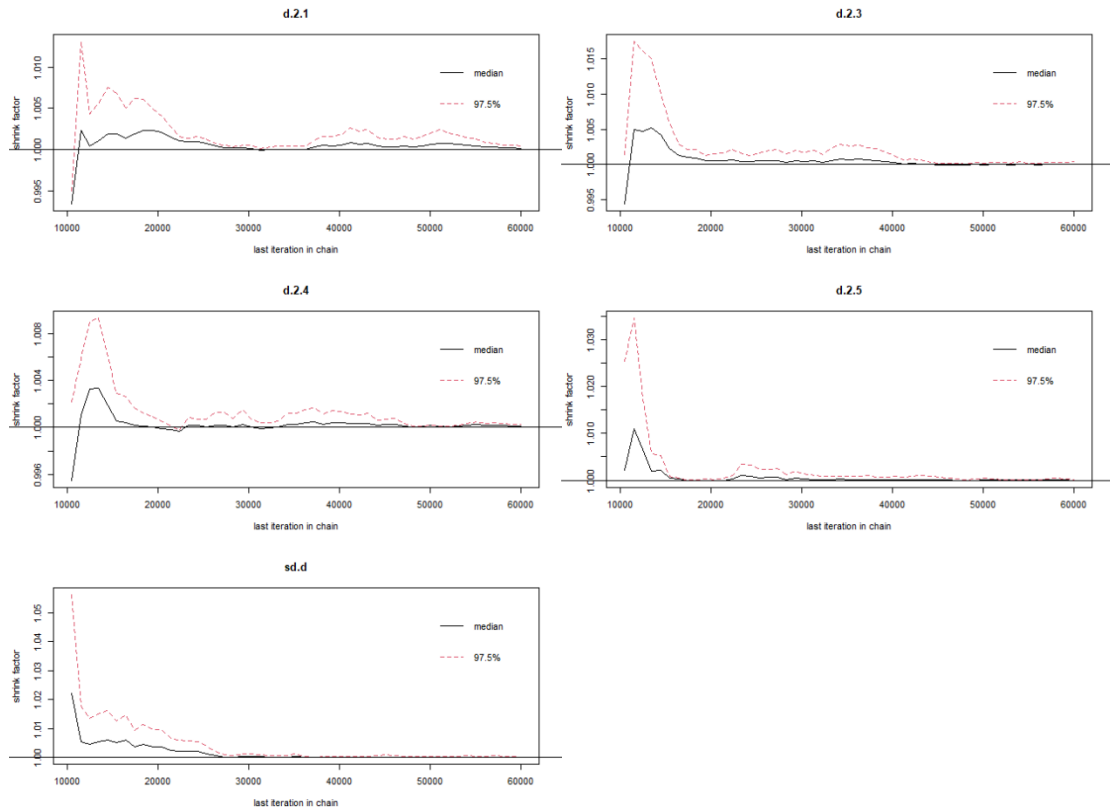 d.2.1
shrink factor
0.995 1.000 1.005 1.010
median
97.5%
10000 20000 30000 40000 50000 60000
last iteration in chain
d.2.3
shrink factor
0.995 1.000 1.005 1.010 1.015
median
97.5%
10000 20000 30000 40000 50000 60000
last iteration in chain
d.2.4
shrink factor
0.996 1.000 1.004 1.008
median
97.5%
10000 20000 30000 40000 50000 60000
last iteration in chain
d.2.5
shrink factor
1.000 1.010 1.020 1.030
median
97.5%
10000 20000 30000 40000 50000 60000
last iteration in chain
sd.d
shrink factor
1.00 1.01 1.02 1.03 1.04 1.05
median
97.5%
10000 20000 30000 40000 50000 60000
last iteration in chain